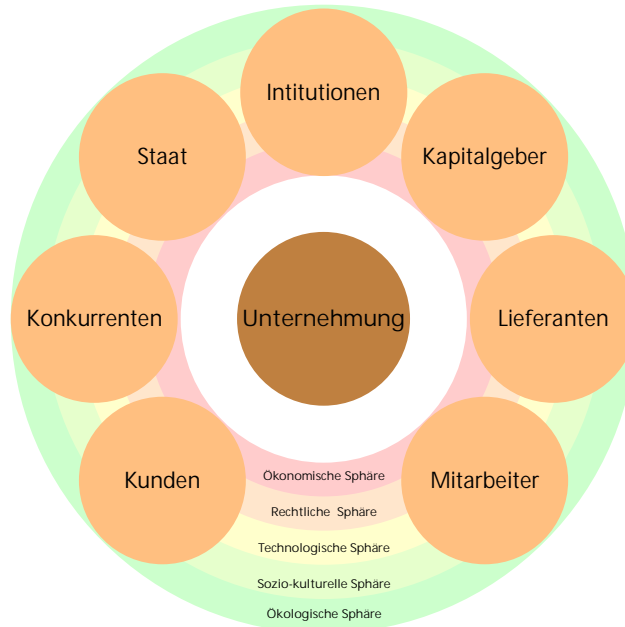 Intitutionen
Staat
Kapitalgeber
Konkurrenten
Unternehmung
Lieferanten
Kunden
Mitarbeiter
Ökonomische Sphäre
Rechtliche Sphäre
Technologische Sphäre
Sozio-kulturelle Sphäre
Ökologische Sphäre